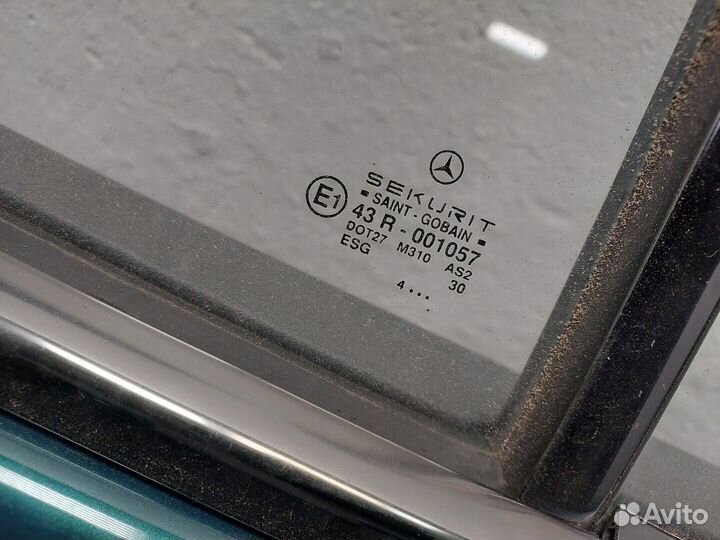 SEKURIT
SAINT - GOBAIN
E1
43 R - 001057
DOT27 M310 AS2
ESG 30
4...
Avito